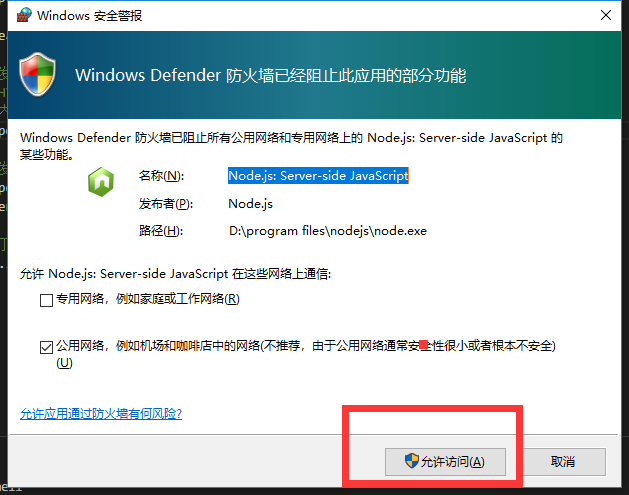 Windows 安全警报
Windows Defender 防火墙已经阻止此应用的部分功能
Windows Defender 防火墙已阻止所有公用网络和专用网络上的 Node.js: Server-side JavaScript 的
某些功能。
名称(N): Node.js: Server-side JavaScript
发布者(P): Node.js
路径(H): D:\program files\nodejs\node.exe
允许 Node.js: Server-side JavaScript 在这些网络上通信:
专用网络，例如家庭或工作网络(R)
公用网络，例如机场和咖啡店中的网络(不推荐，由于公用网络通常安全性很小或者根本不安全)
(U)
允许应用通过防火墙有何风险?
允许访问(A) 取消